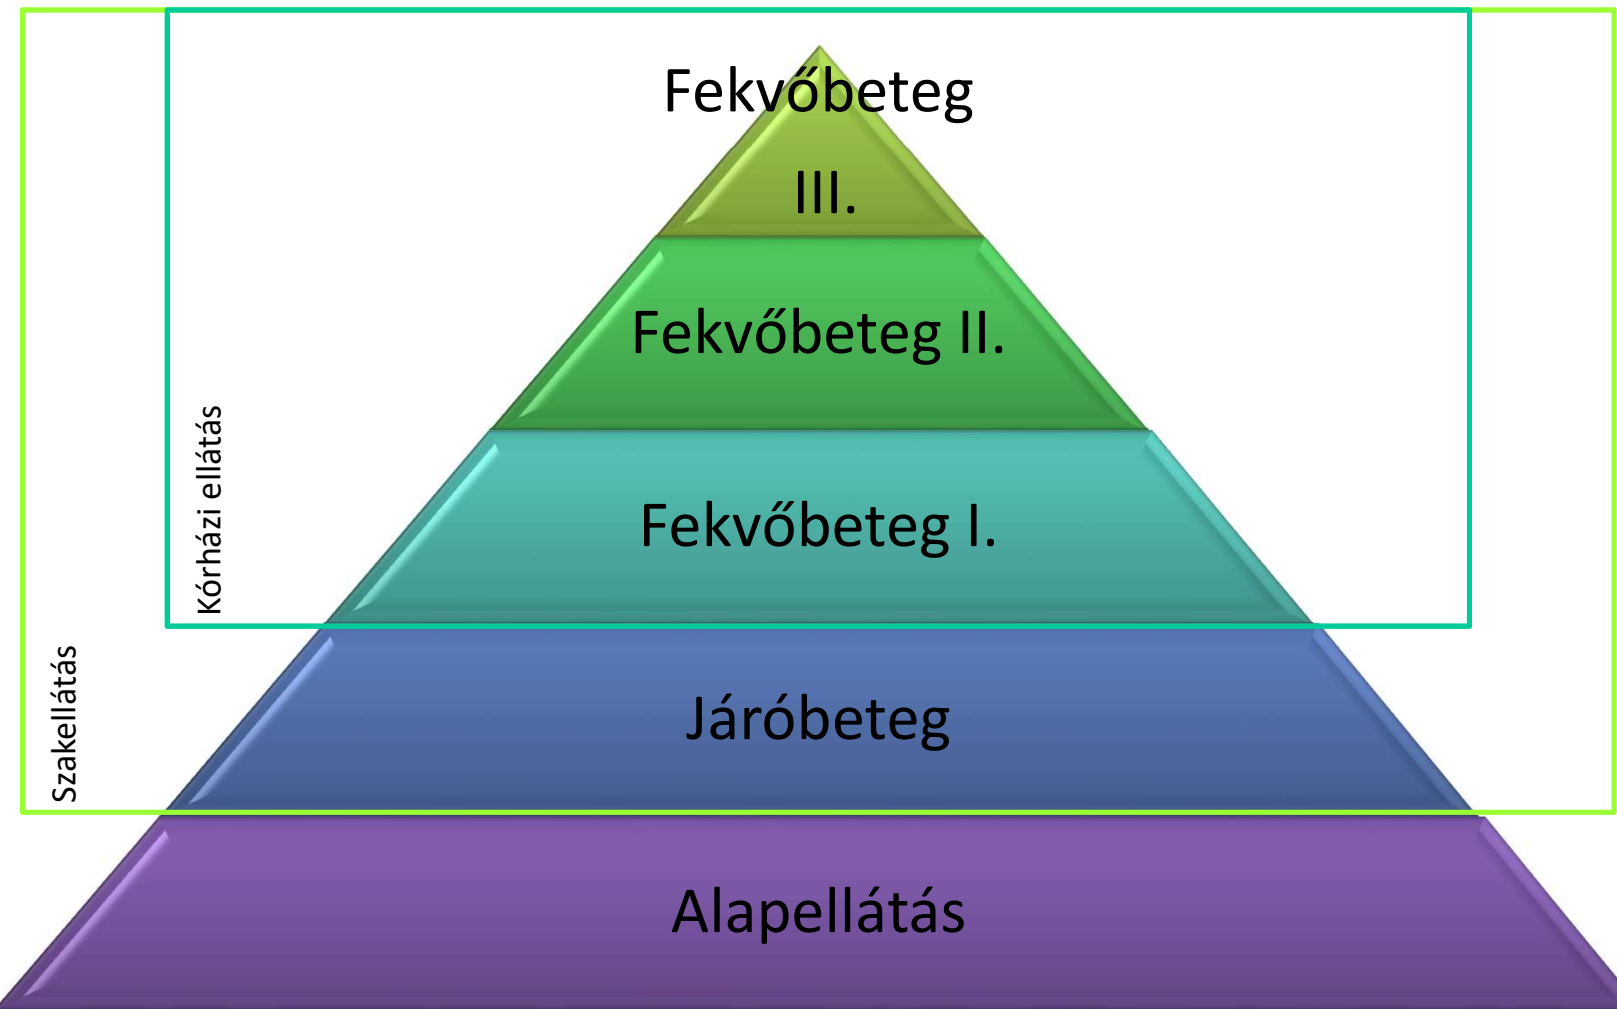 Fekvőbeteg
III.
Fekvőbeteg II.
Fekvőbeteg I.
Kórházi ellátás
Járóbeteg
Szakellátás
Alapellátás